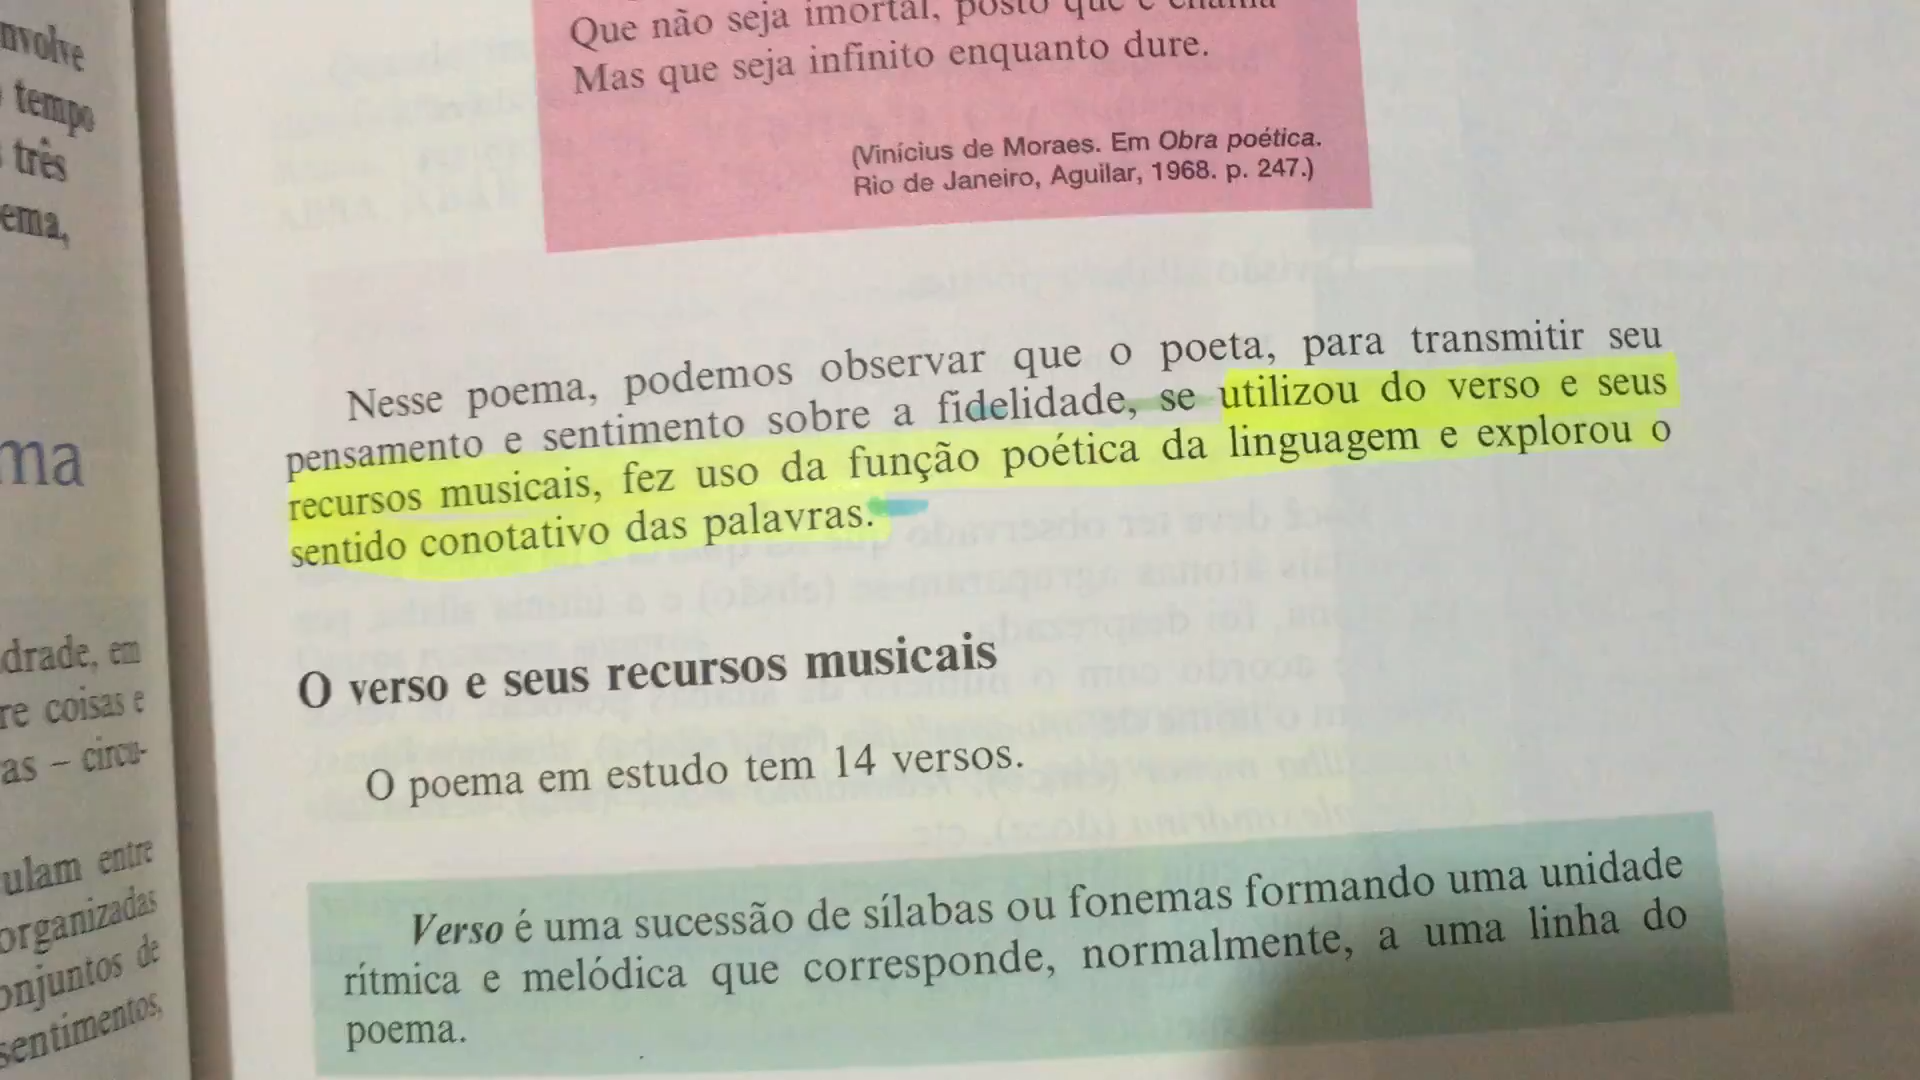 nvolve
tempo
três
ema,
ma
drade, em
re coisas e
as – circu-
ulam entre
organizadas
onjuntos de
sentimentos,
Que não seja imortal, posto que é chama
Mas que seja infinito enquanto dure.
(Vinícius de Moraes. Em Obra poética.
Rio de Janeiro, Aguilar, 1968. p. 247.)
Nesse poema, podemos observar que o poeta, para transmitir seu
pensamento e sentimento sobre a fidelidade, se utilizou do verso e seus
recursos musicais, fez uso da função poética da linguagem e explorou o
sentido conotativo das palavras.
O verso e seus recursos musicais
O poema em estudo tem 14 versos.
Verso é uma sucessão de sílabas ou fonemas formando uma unidade
rítmica e melódica que corresponde, normalmente, a uma linha do
poema.